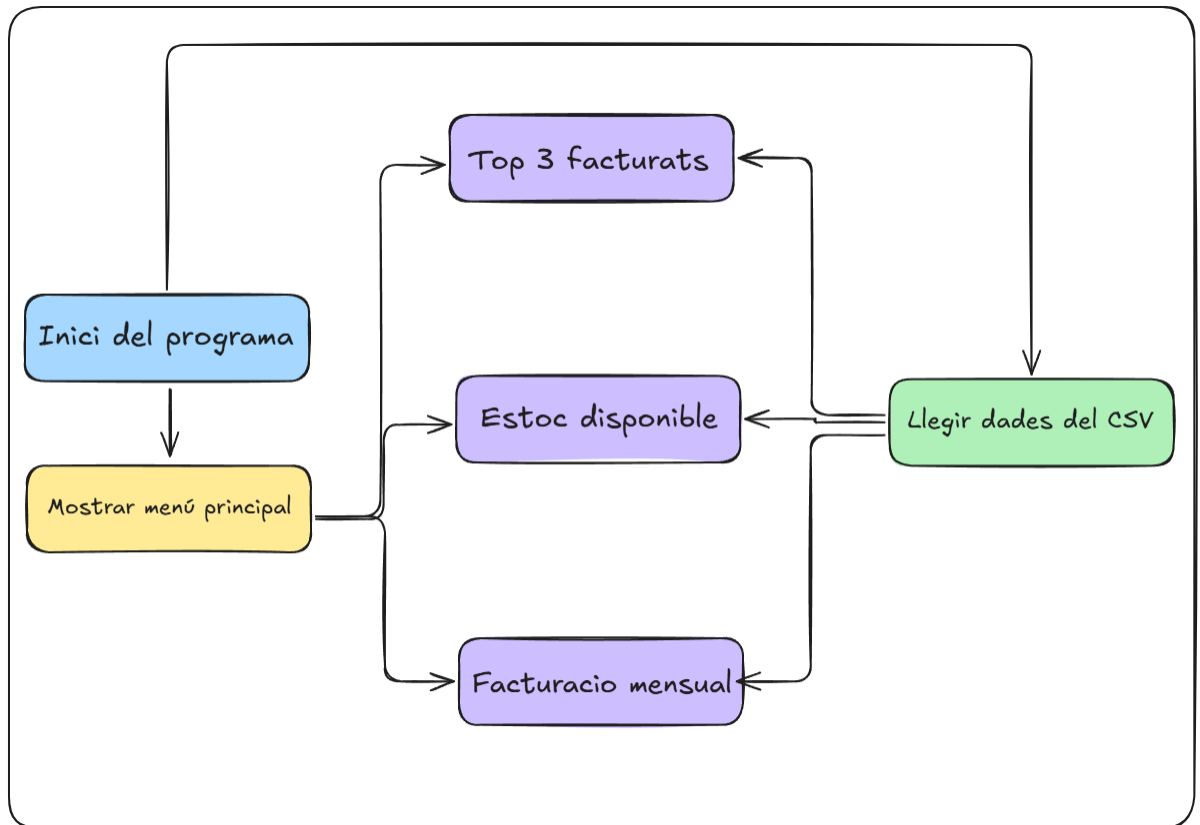 Top 3 facturats
Inici del programa
Estoc disponible
Llegir dades del CSV
Mostrar menú principal
Facturacio mensual